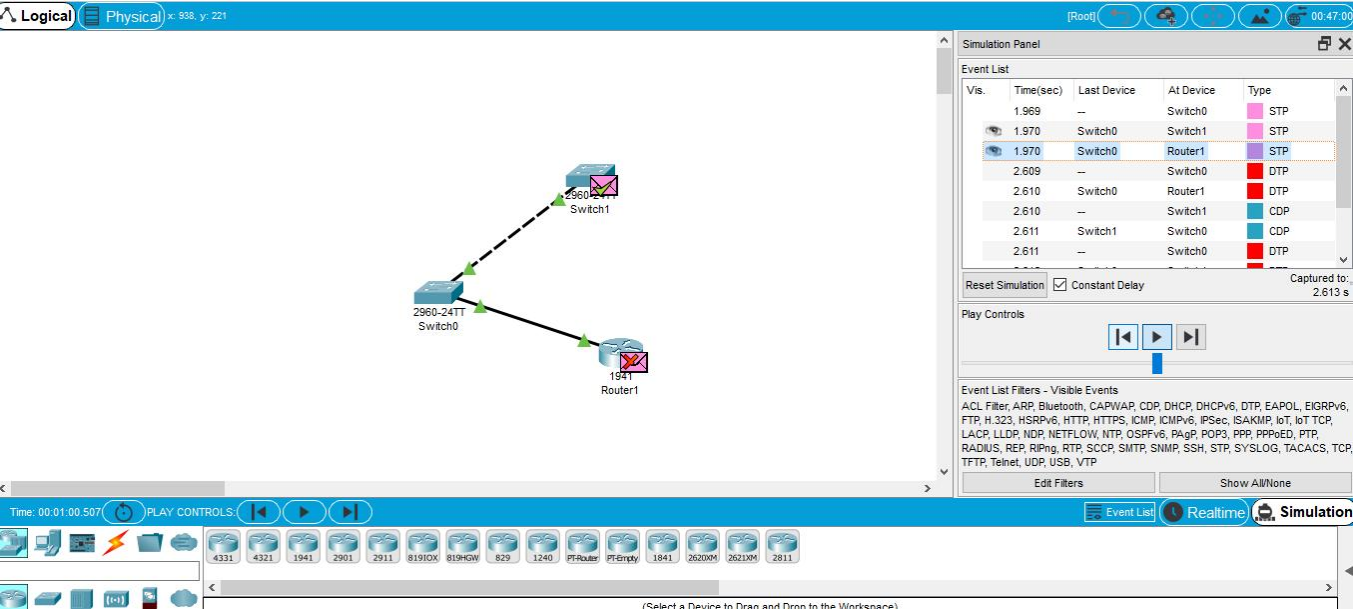 Logical Physical x: 938, y: 221 [Root] 00:47:00
Simulation Panel
Event List
Vis. Time(sec) Last Device At Device Type
1.969 -- Switch0 STP
1.970 Switch0 Switch1 STP
1.970 Switch0 Router1 STP
2.609 -- Switch0 DTP
2.610 Switch0 Router1 DTP
2.610 -- Switch1 CDP
2.611 Switch1 Switch0 CDP
2.611 -- Switch0 DTP
Reset Simulation Constant Delay Captured to:
2.613 s
Play Controls
Event List Filters - Visible Events
ACL Filter, ARP, Bluetooth, CAPWAP, CDP, DHCP, DHCPv6, DTP, EAPOL, EIGRPv6,
FTP, H.323, HSRPv6, HTTP, HTTPS, ICMP, ICMPv6, IPSec, ISAKMP, IoT, IoT TCP,
LACP, LLDP, NDP, NETFLOW, NTP, OSPFv6, PAgP, POP3, PPP, PPPoED, PTP,
RADIUS, REP, RIPng, RTP, SCCP, SMTP, SNMP, SSH, STP, SYSLOG, TACACS, TCP,
TFTP, Telnet, UDP, USB, VTP
Edit Filters Show All/None
2960-24TT
Switch1
2960-24TT
Switch0
1941
Router1
Time: 00:01:00.507 PLAY CONTROLS: Event List Realtime Simulation
4331 4321 1941 2901 2911 819IOX 819HGW 829 1240 PT-Router PT-Empty 1841 2620XM 2621XM 2811
(Select a Device to Drag and Drop to the Workspace)